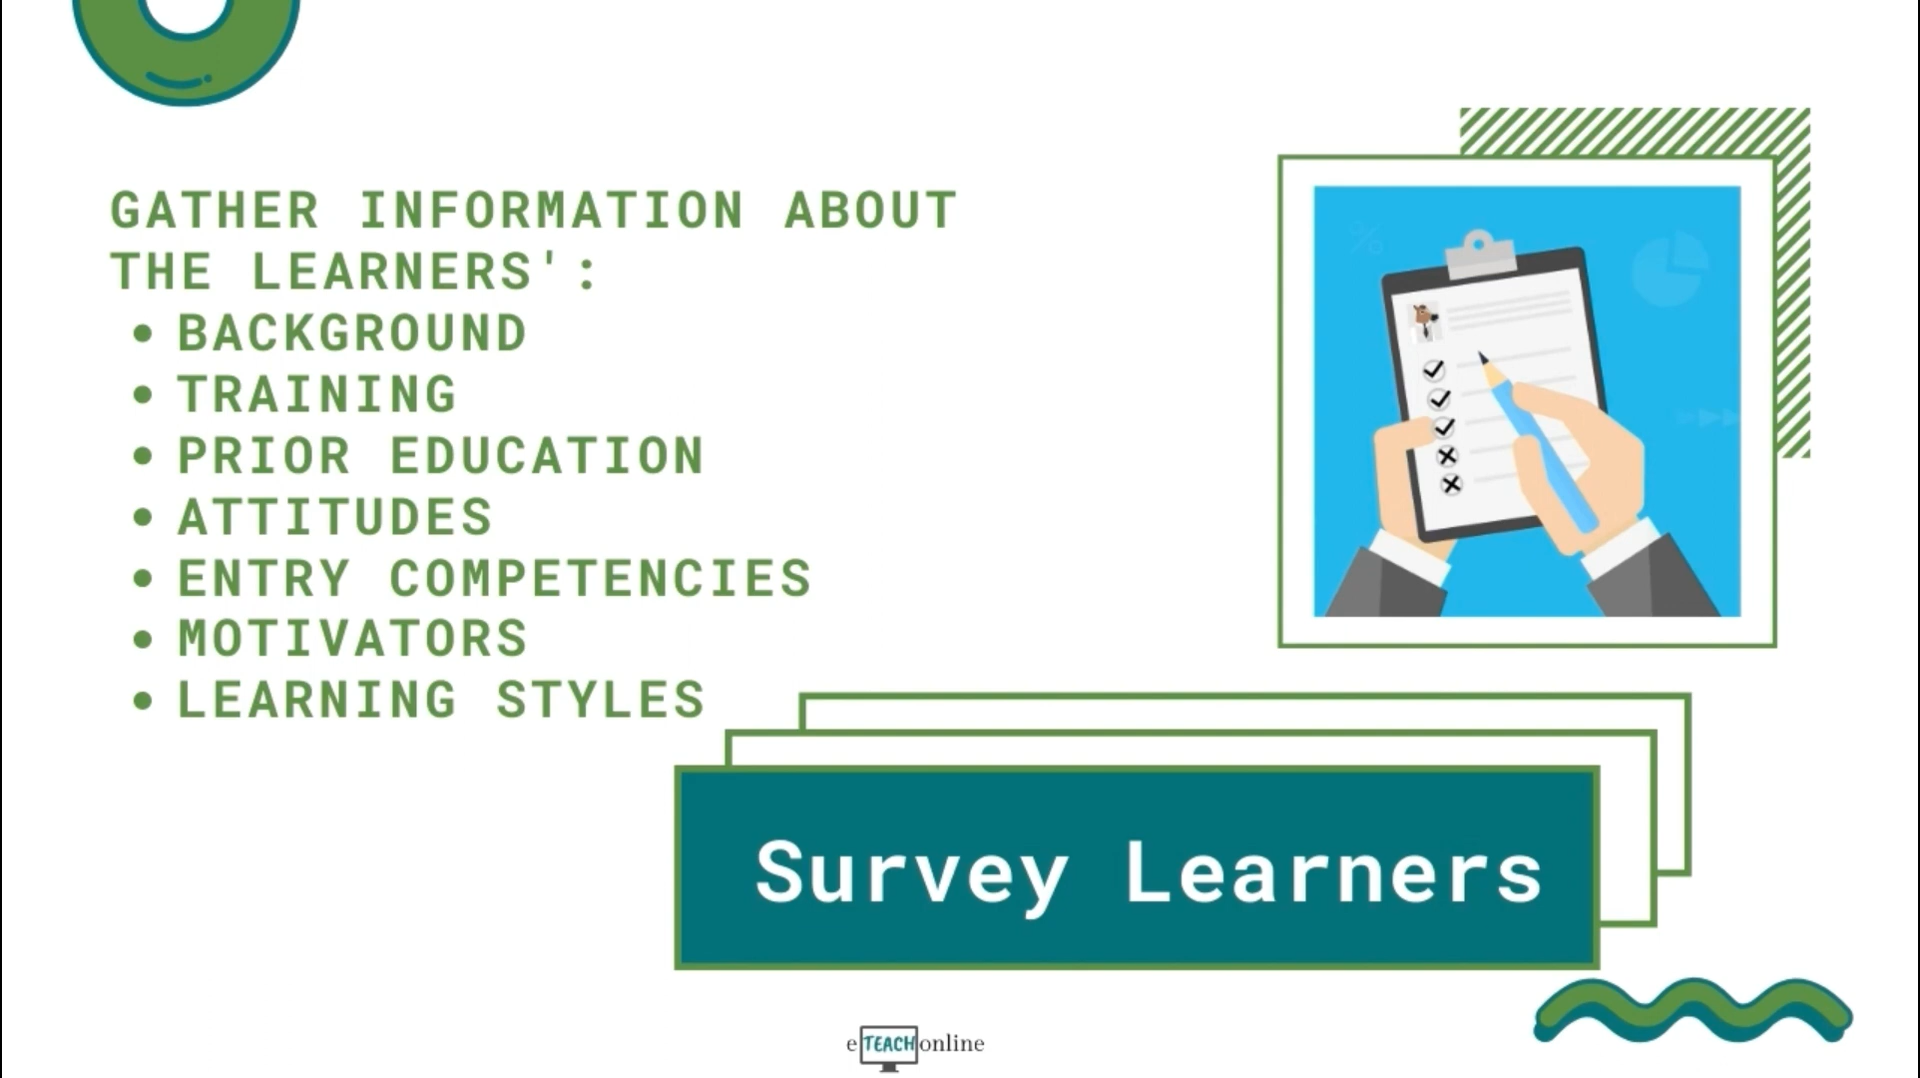 GATHER INFORMATION ABOUT
THE LEARNERS':
• BACKGROUND
• TRAINING
• PRIOR EDUCATION
• ATTITUDES
• ENTRY COMPETENCIES
• MOTIVATORS
• LEARNING STYLES
Survey Learners
eTEACHonline